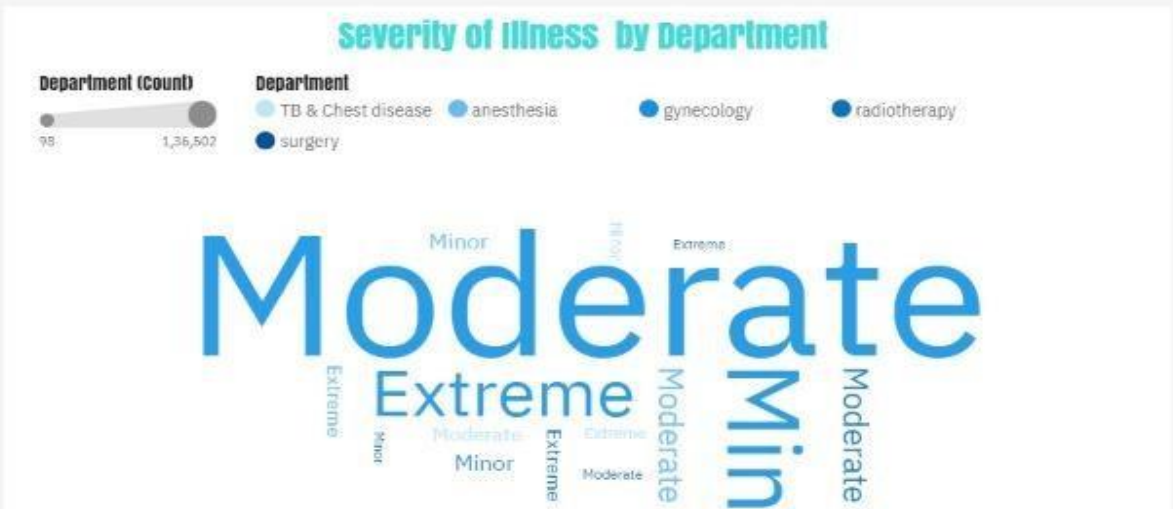 Severity of Illness by Department
Department (Count)
98
1,36,502
Department
TB & Chest disease
anesthesia
gynecology
radiotherapy
surgery
Minor
Minor
Extreme
Moderate
Extreme
Extreme
Moderate
Min
Moderate
Minor
Moderate
Extreme
Extreme
Minor
Moderate